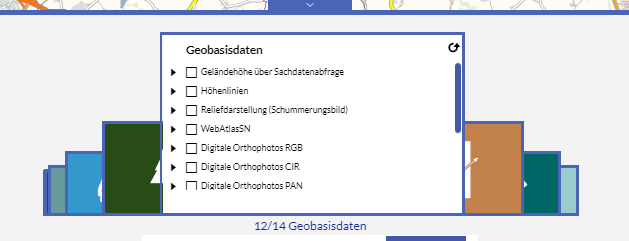 Geobasisdaten
Geländehöhe über Sachdatenabfrage
Höhenlinien
Reliefdarstellung (Schummerungsbild)
WebAtlasSN
Digitale Orthophotos RGB
Digitale Orthophotos CIR
Digitale Orthophotos PAN
12/14 Geobasisdaten